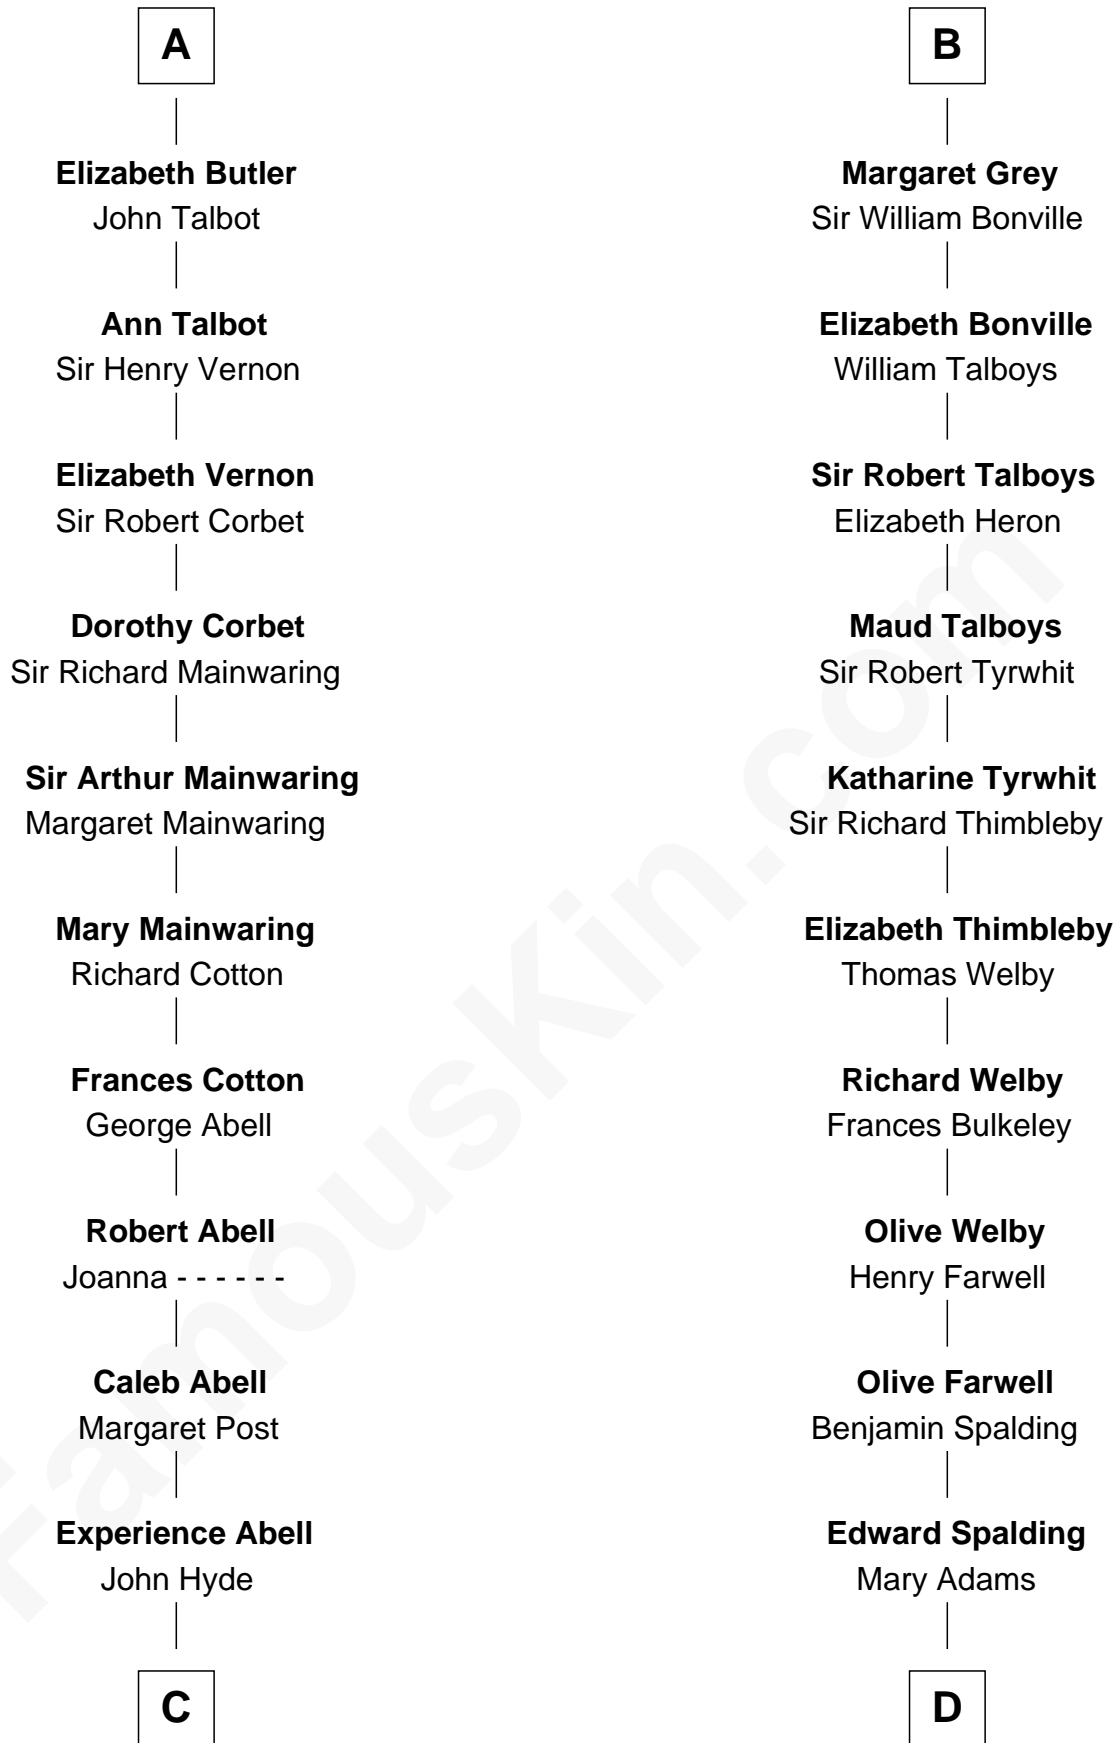 A
Elizabeth Butler
John Talbot
Ann Talbot
Sir Henry Vernon
Elizabeth Vernon
Sir Robert Corbet
Dorothy Corbet
Sir Richard Mainwaring
Sir Arthur Mainwaring
Margaret Mainwaring
Mary Mainwaring
Richard Cotton
Frances Cotton
George Abell
Robert Abell
Joanna - - - - - -
Caleb Abell
Margaret Post
Experience Abell
John Hyde
C
B
Margaret Grey
Sir William Bonville
Elizabeth Bonville
William Talboys
Sir Robert Talboys
Elizabeth Heron
Maud Talboys
Sir Robert Tyrwhit
Katharine Tyrwhit
Sir Richard Thimbleby
Elizabeth Thimbleby
Thomas Welby
Richard Welby
Frances Bulkeley
Olive Welby
Henry Farwell
Olive Farwell
Benjamin Spalding
Edward Spalding
Mary Adams
D
FamousKin.com